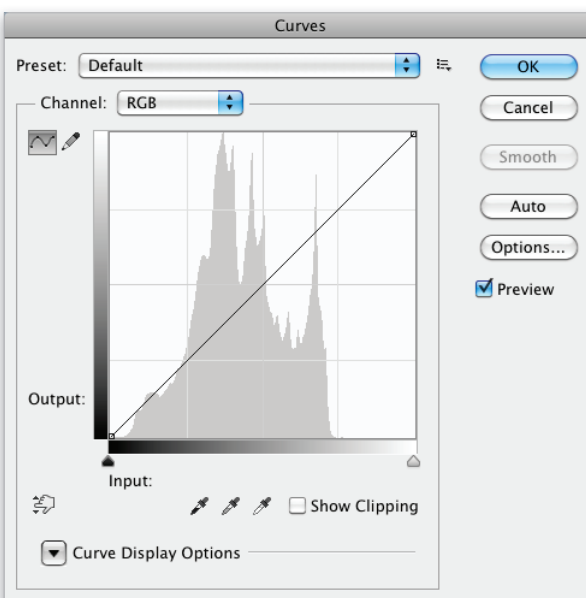 Curves
Preset: Default
OK
Channel: RGB
Cancel
Smooth
Auto
Options...
Preview
Output:
Input:
Show Clipping
Curve Display Options